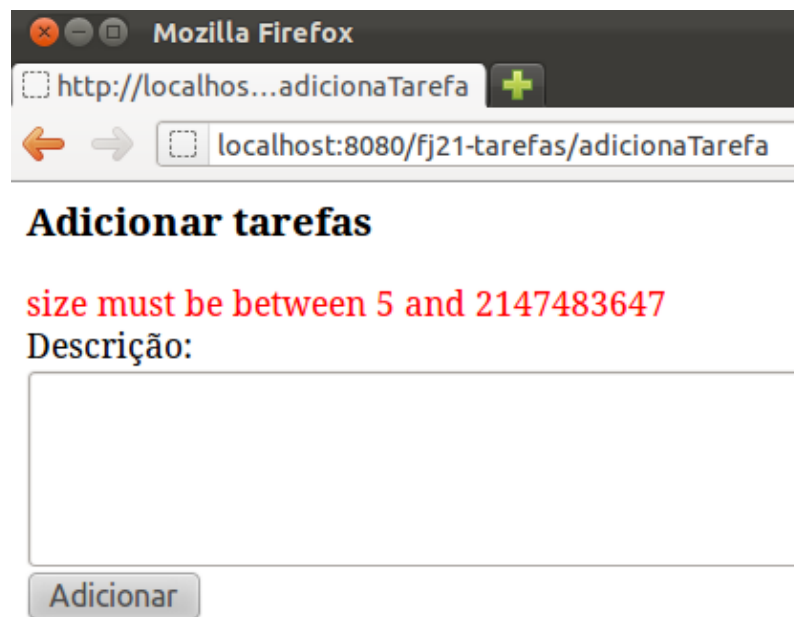 Mozilla Firefox
http://localhos...adicionaTarefa
localhost:8080/fj21-tarefas/adicionaTarefa
Adicionar tarefas
size must be between 5 and 2147483647
Descrição:
Adicionar